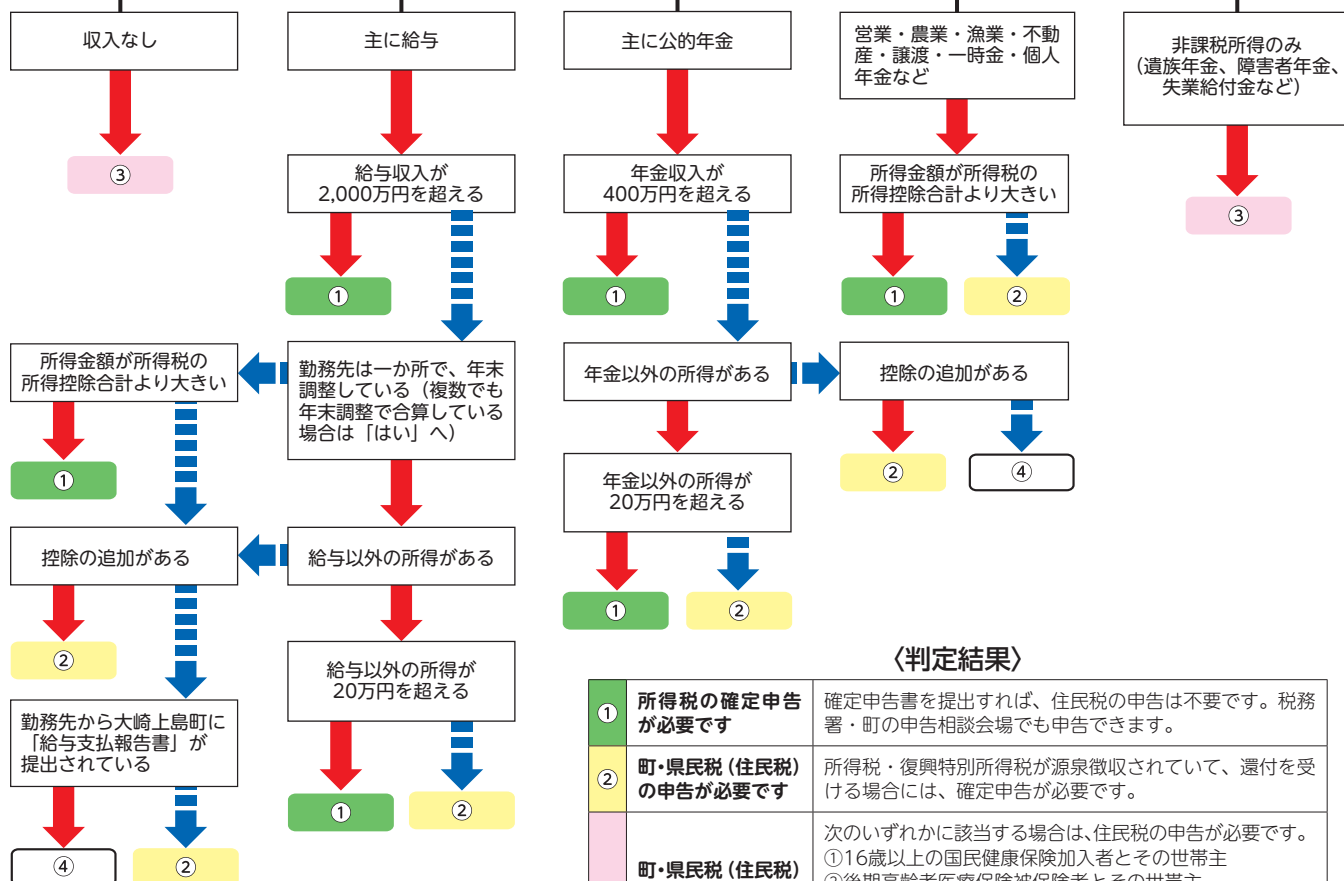 収入なし
主に給与
主に公的年金
営業・農業・漁業・不動
産・譲渡・一時金・個人
年金など
非課税所得のみ
（遺族年金、障害者年金、
失業給付金など）
③
給与収入が
2,000万円を超える
年金収入が
400万円を超える
所得金額が所得税の
所得控除合計より大きい
③
①
①
①
②
所得金額が所得税の
所得控除合計より大きい
勤務先は一か所で、年末
調整している（複数でも
年末調整で合算している
場合は「はい」へ）
年金以外の所得がある
控除の追加がある
①
年金以外の所得が
20万円を超える
②
④
控除の追加がある
給与以外の所得がある
①
②
②
給与以外の所得が
20万円を超える
勤務先から大崎上島町に
「給与支払報告書」が
提出されている
①
②
④
②
〈判定結果〉
①
所得税の確定申告
が必要です
確定申告書を提出すれば、住民税の申告は不要です。税務
署・町の申告相談会場でも申告できます。
②
町・県民税（住民税）
の申告が必要です
所得税・復興特別所得税が源泉徴収されていて、還付を受
ける場合には、確定申告が必要です。
町・県民税（住民税）
次のいずれかに該当する場合は、住民税の申告が必要です。
①16歳以上の国民健康保険加入者とその世帯主
②後期高齢者医療保険被保険者とその世帯主